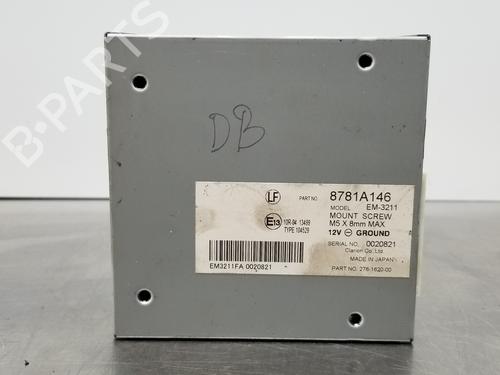 B-PARTS
DB
LF
PART NO. 8781A146
MODEL EM-3211
MOUNT SCREW
M5 X 8mm MAX
12V ⊖ GROUND
E13 10R-04 13499
TYPE 104529
SERIAL NO. 0020821
Clarion Co.,Ltd.
MADE IN JAPAN
EM3211FA 0020821
PART NO. 276-1620-00